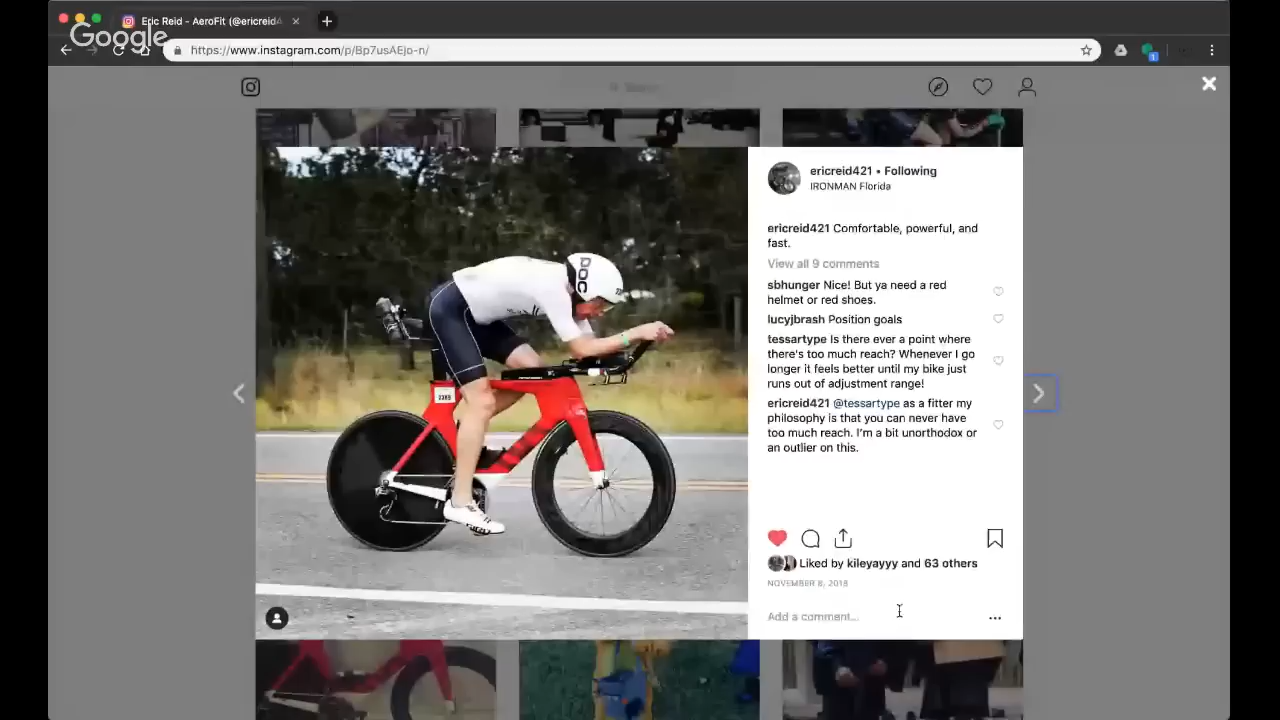 Eric Reid - AeroFit (@ericreid4
Google
https://www.instagram.com/p/Bp7usAEjo-n/
ericreid421 • Following
IRONMAN Florida
ericreid421 Comfortable, powerful, and
fast.
View all 9 comments
sbhunger Nice! But ya need a red
helmet or red shoes.
lucyjbrash Position goals
tessartype Is there ever a point where
there's too much reach? Whenever I go
longer it feels better until my bike just
runs out of adjustment range!
ericreid421 @tessartype as a fitter my
philosophy is that you can never have
too much reach. I'm a bit unorthodox or
an outlier on this.
Liked by kileyayyy and 63 others
NOVEMBER 8, 2018
Add a comment...
POC